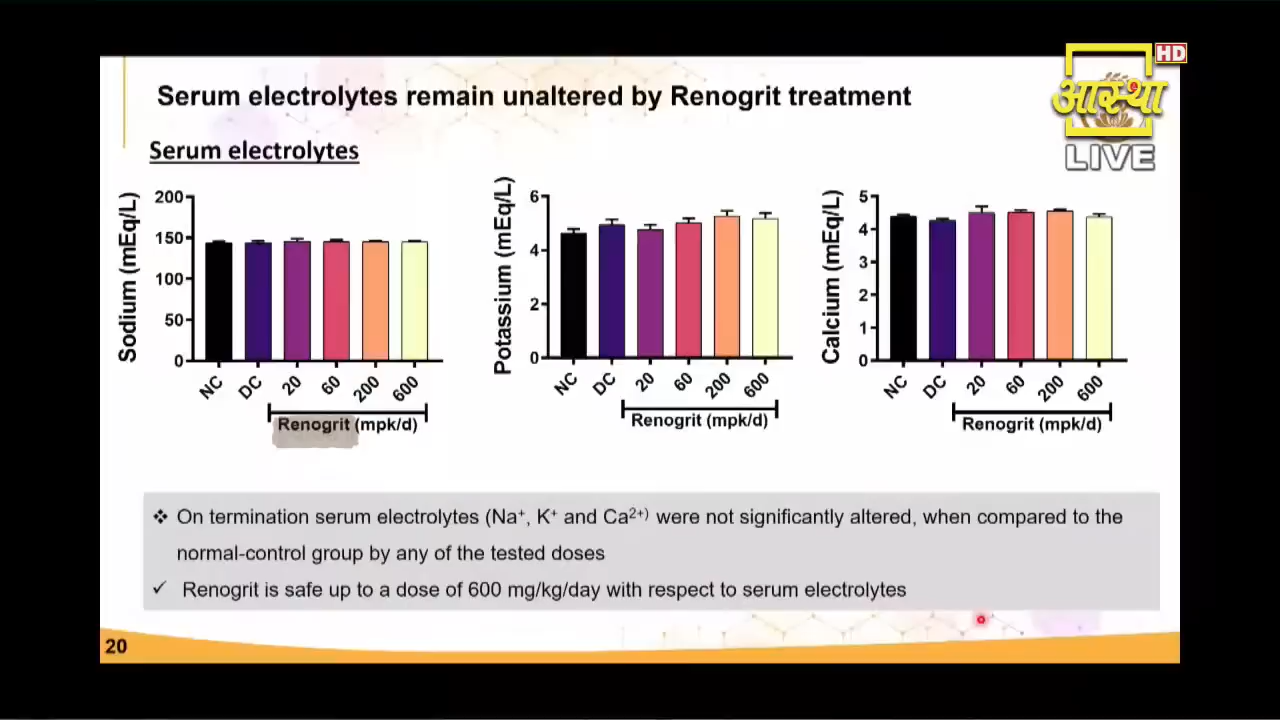 HD
आस्था
LIVE
Serum electrolytes remain unaltered by Renogrit treatment
Serum electrolytes
Sodium (mEq/L)
200
150
100
50
0
NC
DC
20
60
200
600
Renogrit (mpk/d)
Potassium (mEq/L)
6
4
2
0
NC
DC
20
60
200
600
Renogrit (mpk/d)
Calcium (mEq/L)
5
4
3
2
1
0
NC
DC
20
60
200
600
Renogrit (mpk/d)
❖ On termination serum electrolytes (Na⁺, K⁺ and Ca²⁺⁾ were not significantly altered, when compared to the
normal-control group by any of the tested doses
✓ Renogrit is safe up to a dose of 600 mg/kg/day with respect to serum electrolytes
20